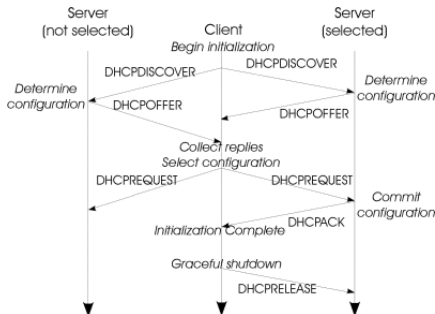 Server
(not selected)
Client
Server
(selected)
Begin initialization
DHCPDISCOVER
DHCPDISCOVER
Determine
configuration
Determine
configuration
DHCPOFFER
DHCPOFFER
Collect replies
Select configuration
DHCPREQUEST
DHCPREQUEST
Commit
configuration
DHCPACK
Initialization Complete
Graceful shutdown
DHCPRELEASE